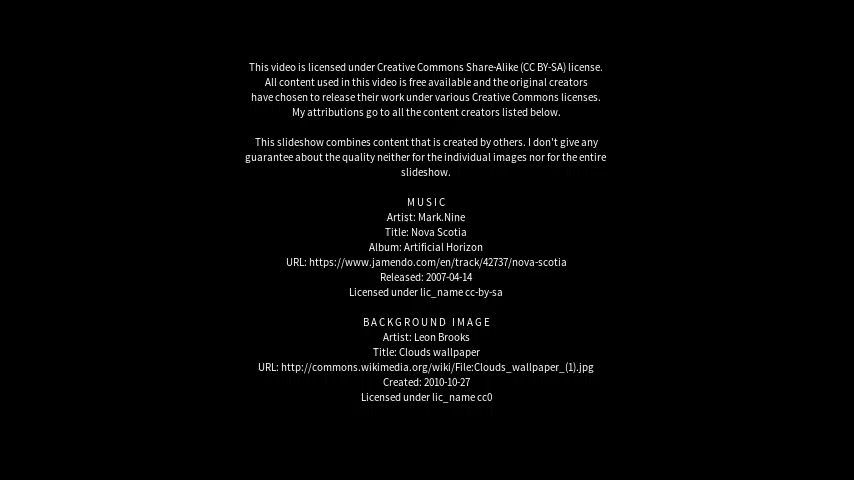 This video is licensed under Creative Commons Share-Alike (CC BY-SA) license.
All content used in this video is free available and the original creators
have chosen to release their work under various Creative Commons licenses.
My attributions go to all the content creators listed below.
This slideshow combines content that is created by others. I don't give any
guarantee about the quality neither for the individual images nor for the entire
slideshow.
MUSIC
Artist: Mark.Nine
Title: Nova Scotia
Album: Artificial Horizon
URL: https://www.jamendo.com/en/track/42737/nova-scotia
Released: 2007-04-14
Licensed under lic_name cc-by-sa
BACKGROUND IMAGE
Artist: Leon Brooks
Title: Clouds wallpaper
URL: http://commons.wikimedia.org/wiki/File:Clouds_wallpaper_(1).jpg
Created: 2010-10-27
Licensed under lic_name cc0